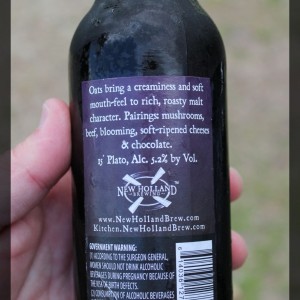 Oats bring a creaminess and soft
mouth-feel to rich, roasty malt
character. Pairings: mushrooms,
beef, blooming, soft-ripened cheeses
& chocolate.
15° Plato, Alc. 5.2% by Vol.
NEW HOLLAND
BREWING
www.NewHollandBrew.com
Kitchen.NewHollandBrew.com
GOVERNMENT WARNING:
(1) ACCORDING TO THE SURGEON GENERAL,
WOMEN SHOULD NOT DRINK ALCOHOLIC
BEVERAGES DURING PREGNANCY BECAUSE OF
THE RISK OF BIRTH DEFECTS.
(2) CONSUMPTION OF ALCOHOLIC BEVERAGES